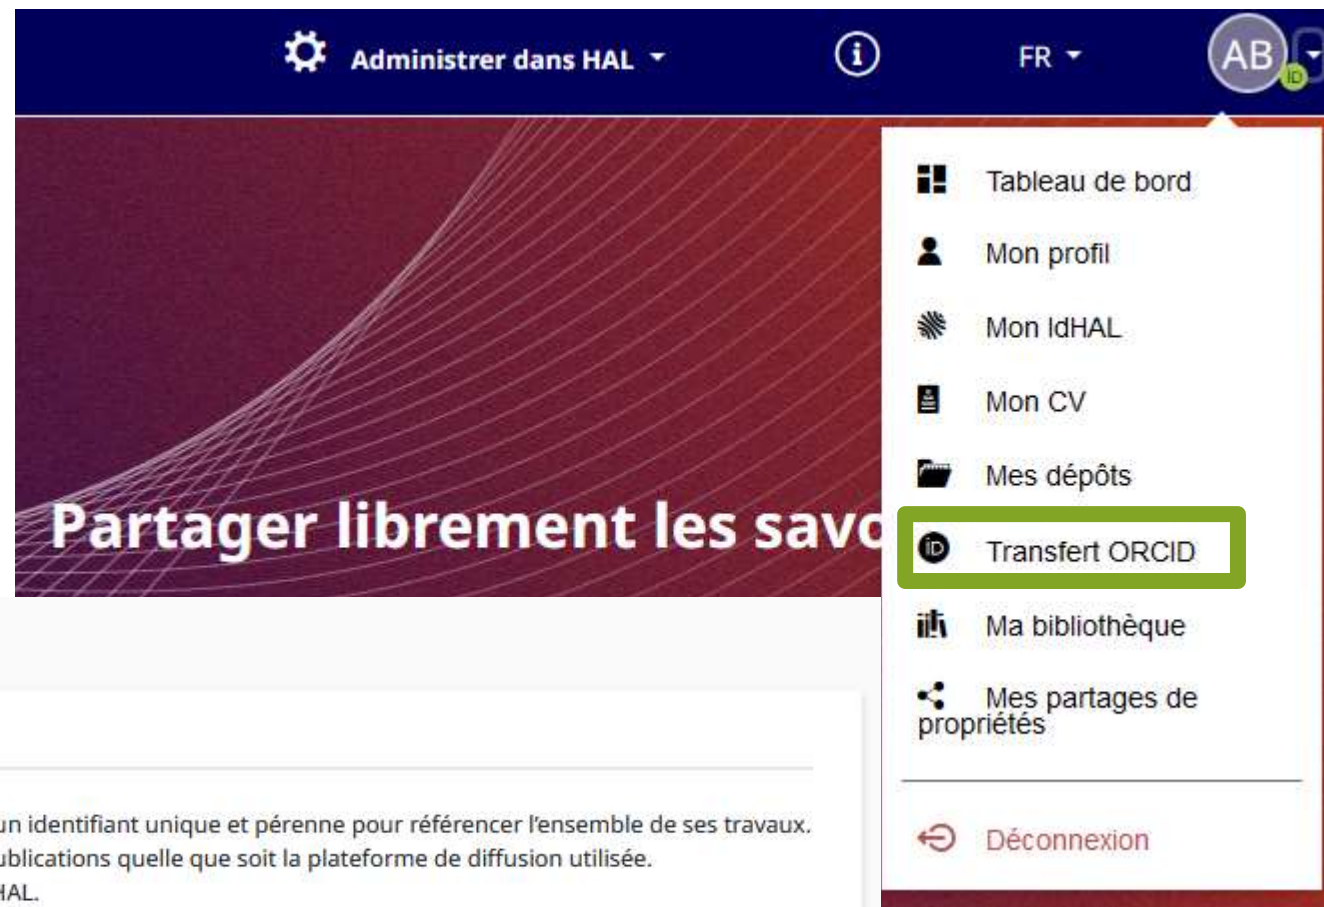 Administrer dans HAL
FR
AB
iD
Tableau de bord
Mon profil
Mon IdHAL
Mon CV
Mes dépôts
Transfert ORCID
Ma bibliothèque
Mes partages de
propriétés
Déconnexion
Partager librement les savo
un identifiant unique et pérenne pour référencer l'ensemble de ses travaux.
ublications quelle que soit la plateforme de diffusion utilisée.
HAL.